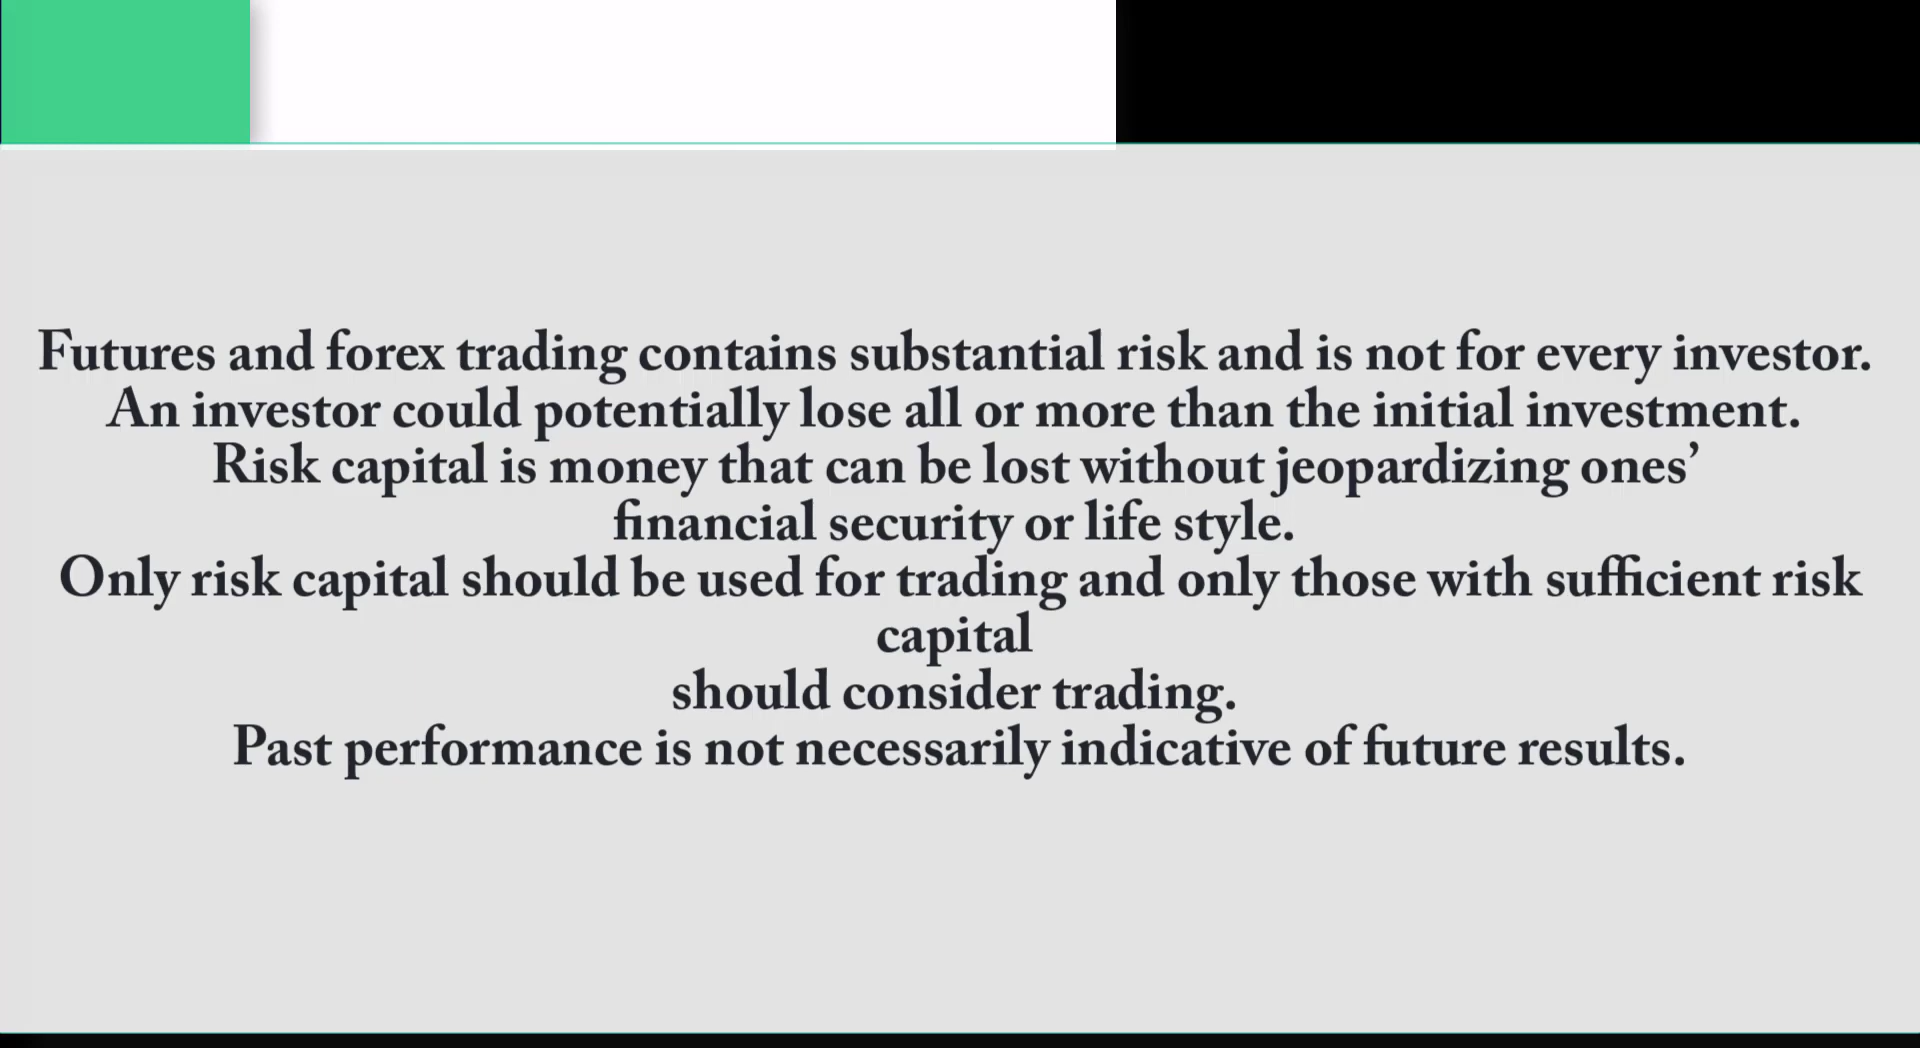 Futures and forex trading contains substantial risk and is not for every investor.
An investor could potentially lose all or more than the initial investment.
Risk capital is money that can be lost without jeopardizing ones’
financial security or life style.
Only risk capital should be used for trading and only those with sufficient risk
capital
should consider trading.
Past performance is not necessarily indicative of future results.